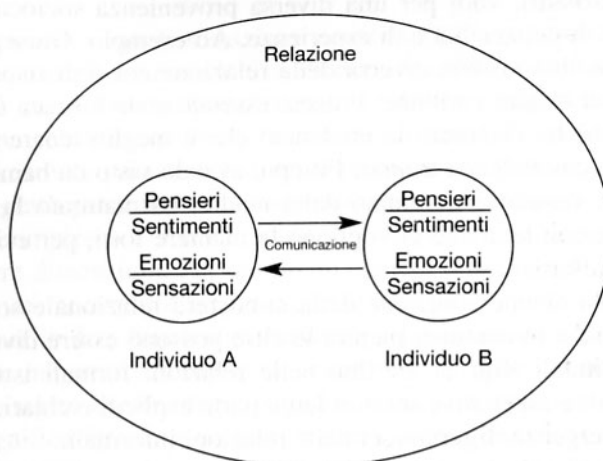 Relazione
Pensieri
Sentimenti
Emozioni
Sensazioni
Comunicazione
Pensieri
Sentimenti
Emozioni
Sensazioni
Individuo A
Individuo B